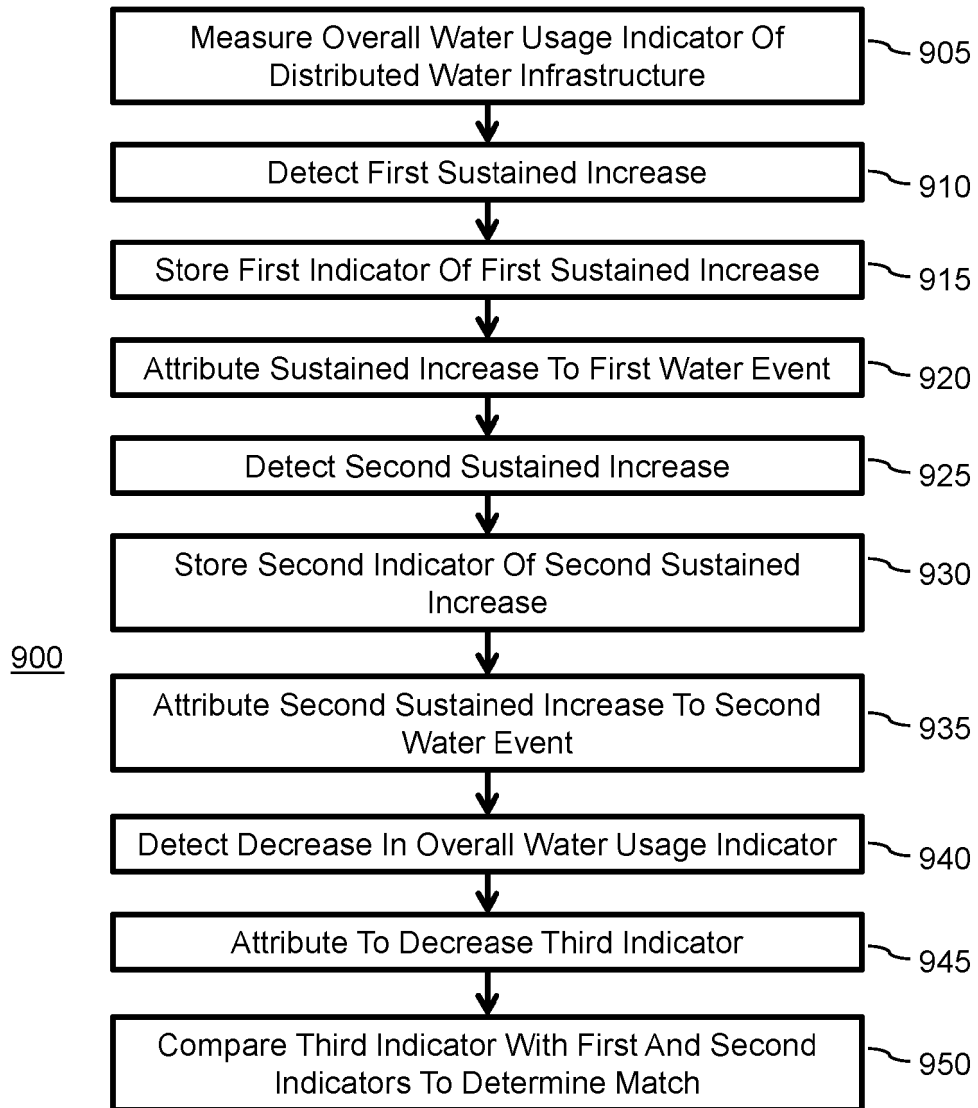 Measure Overall Water Usage Indicator Of
Distributed Water Infrastructure
905
Detect First Sustained Increase
910
Store First Indicator Of First Sustained Increase
915
Attribute Sustained Increase To First Water Event
920
Detect Second Sustained Increase
925
Store Second Indicator Of Second Sustained
Increase
930
900
Attribute Second Sustained Increase To Second
Water Event
935
Detect Decrease In Overall Water Usage Indicator
940
Attribute To Decrease Third Indicator
945
Compare Third Indicator With First And Second
Indicators To Determine Match
950